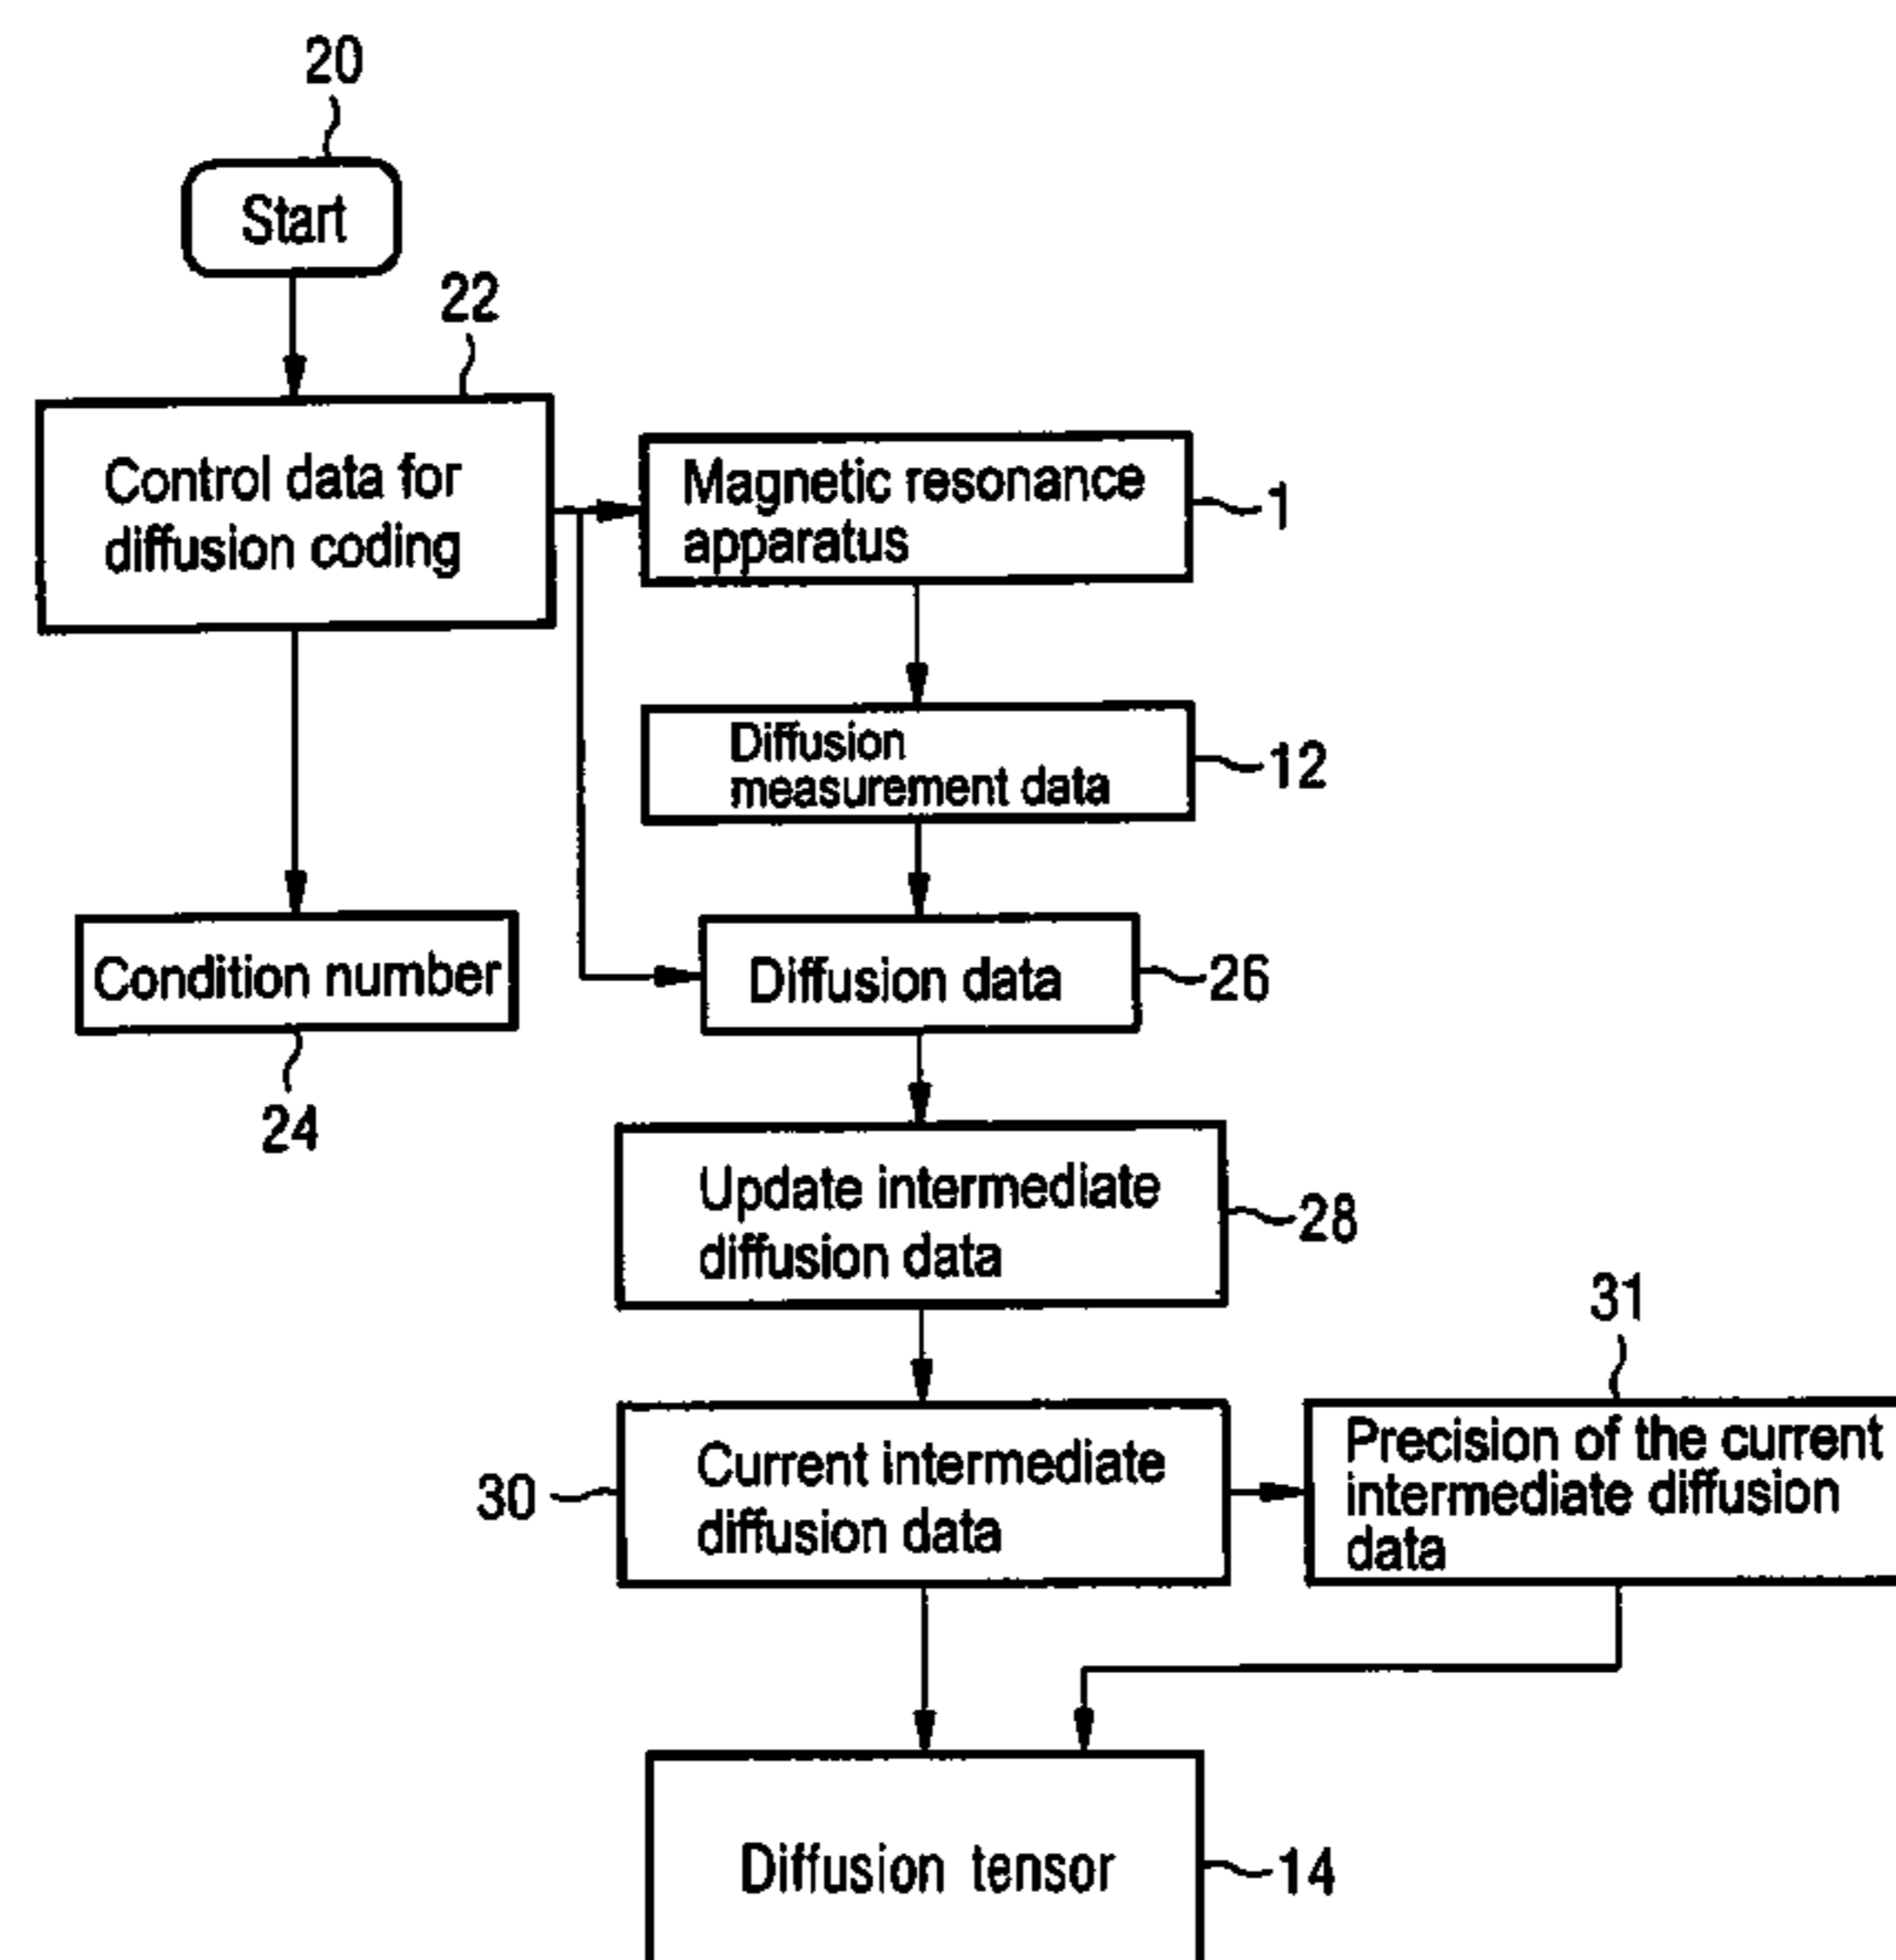 20
Start
22
Control data for
diffusion coding
Magnetic resonance
apparatus
1
Diffusion
measurement data
12
Condition number
24
Diffusion data
26
Update intermediate
diffusion data
28
31
30
Current intermediate
diffusion data
Precision of the current
intermediate diffusion
data
Diffusion tensor
14